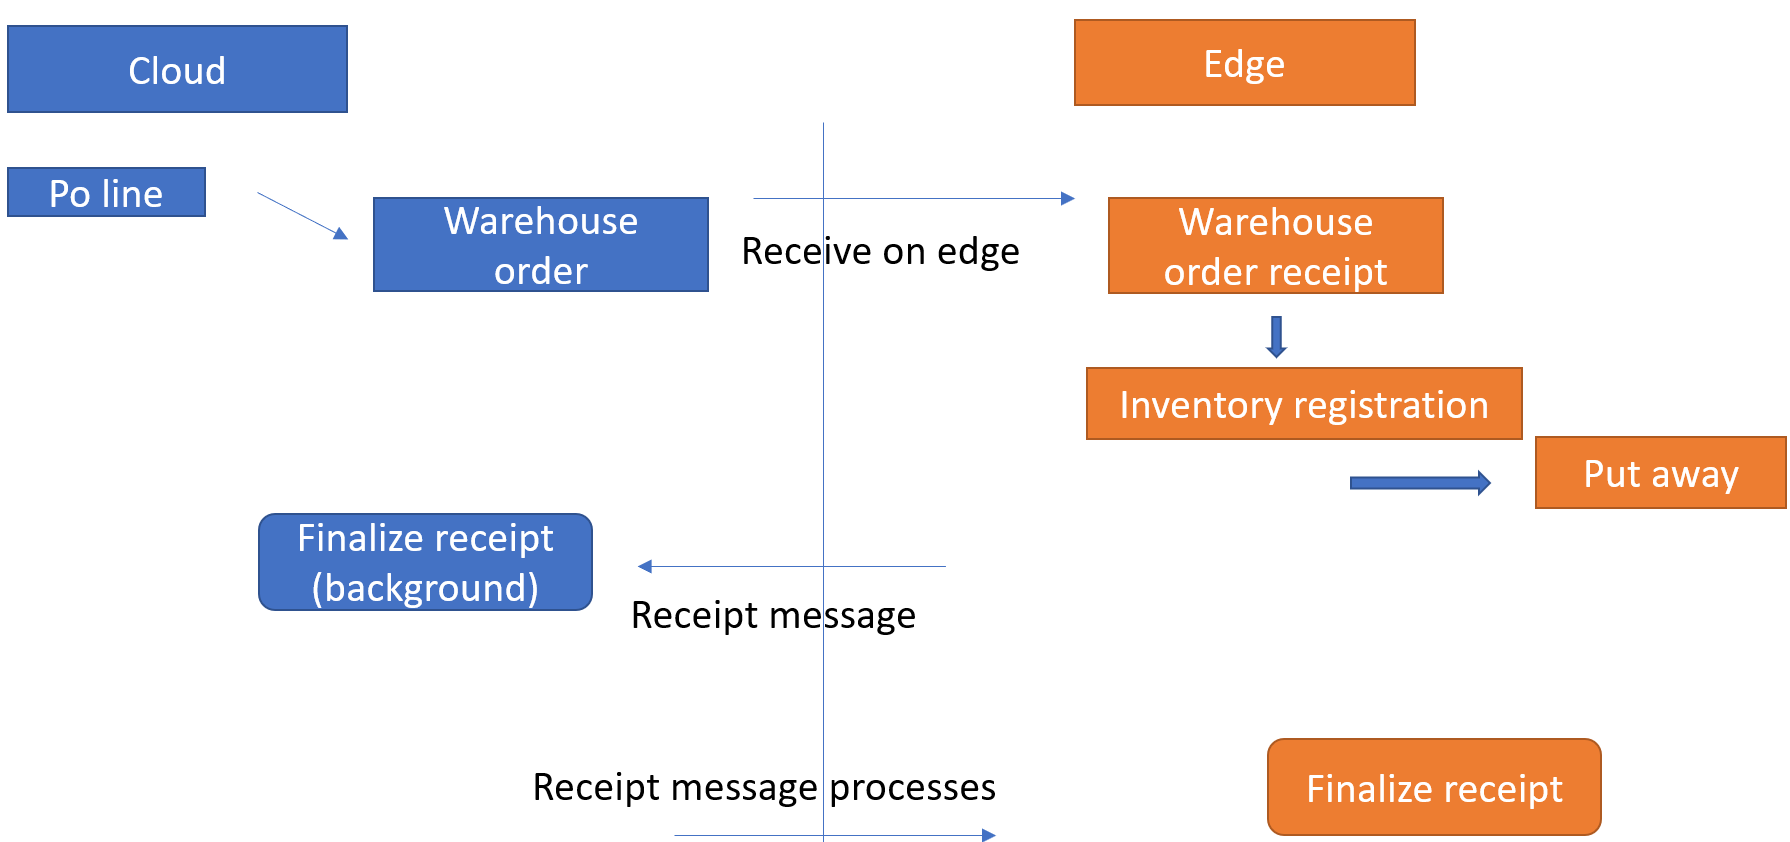 Cloud
Edge
Po line
Warehouse
order
Receive on edge
Warehouse
order receipt
Inventory registration
Put away
Finalize receipt
(background)
Receipt message
Receipt message processes
Finalize receipt